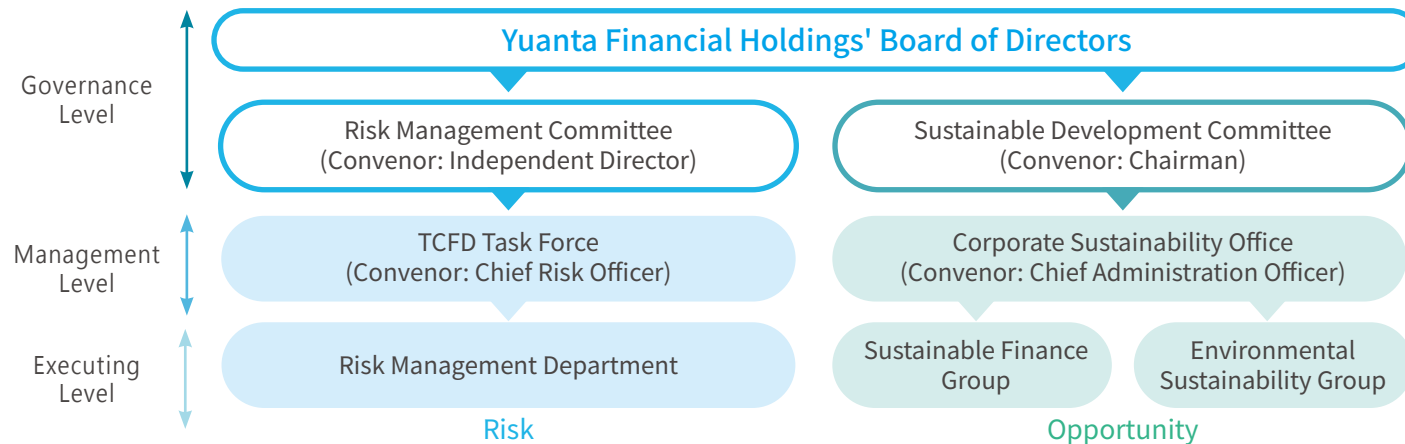 Yuanta Financial Holdings' Board of Directors
Governance
Level
Risk Management Committee
(Convenor: Independent Director)
Sustainable Development Committee
(Convenor: Chairman)
Management
Level
TCFD Task Force
(Convenor: Chief Risk Officer)
Corporate Sustainability Office
(Convenor: Chief Administration Officer)
Executing
Level
Risk Management Department
Sustainable Finance
Group
Environmental
Sustainability Group
Risk
Opportunity